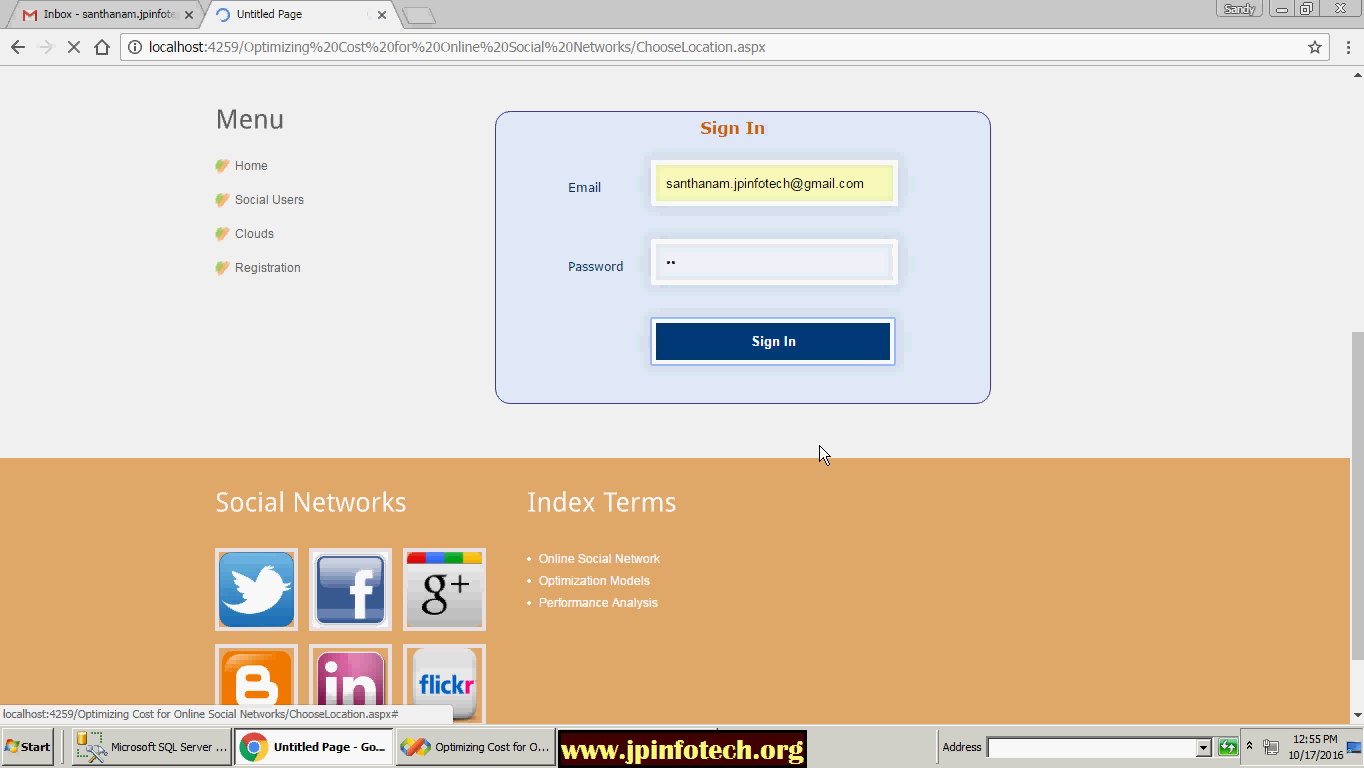 Inbox - santhanam.jpinfote
Untitled Page
Sandy
localhost:4259/Optimizing%20Cost%20for%20Online%20Social%20Networks/ChooseLocation.aspx
Menu
Home
Social Users
Clouds
Registration
Sign In
Email
santhanam.jpinfotech@gmail.com
Password
••
Sign In
Social Networks
g+
in
flickr
Index Terms
• Online Social Network
• Optimization Models
• Performance Analysis
localhost:4259/Optimizing Cost for Online Social Networks/ChooseLocation.aspx#
Start
Microsoft SQL Server ...
Untitled Page - Go...
Optimizing Cost for O...
www.jpinfotech.org
Address
12:55 PM
10/17/2016